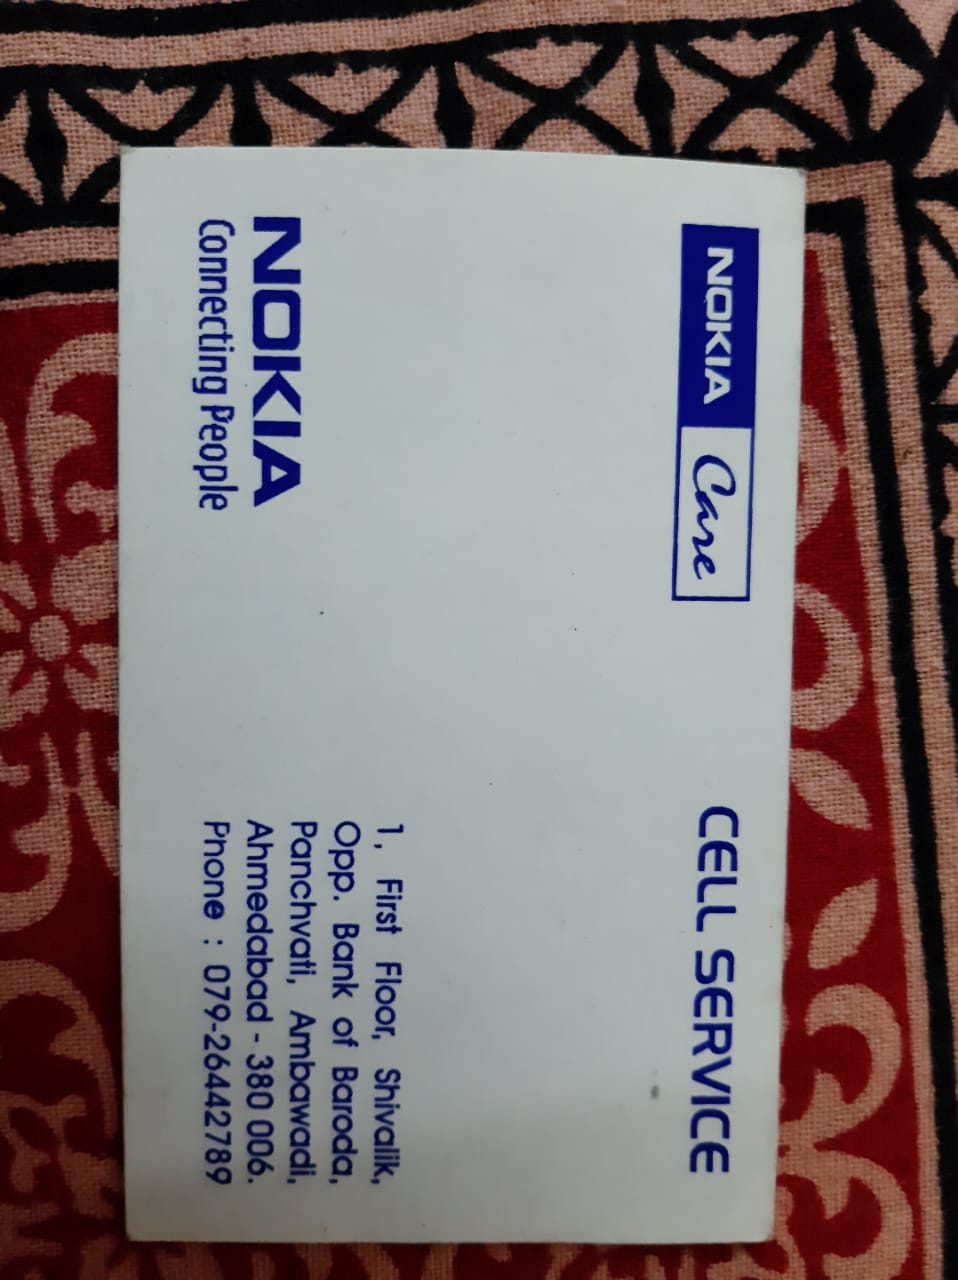 NOKIA Care
CELL SERVICE
1, First Floor, Shivalik,
Opp. Bank of Baroda,
Panchvati, Ambawadi,
Ahmedabad - 380 006.
Phone : 079-26442789
NOKIA
Connecting People